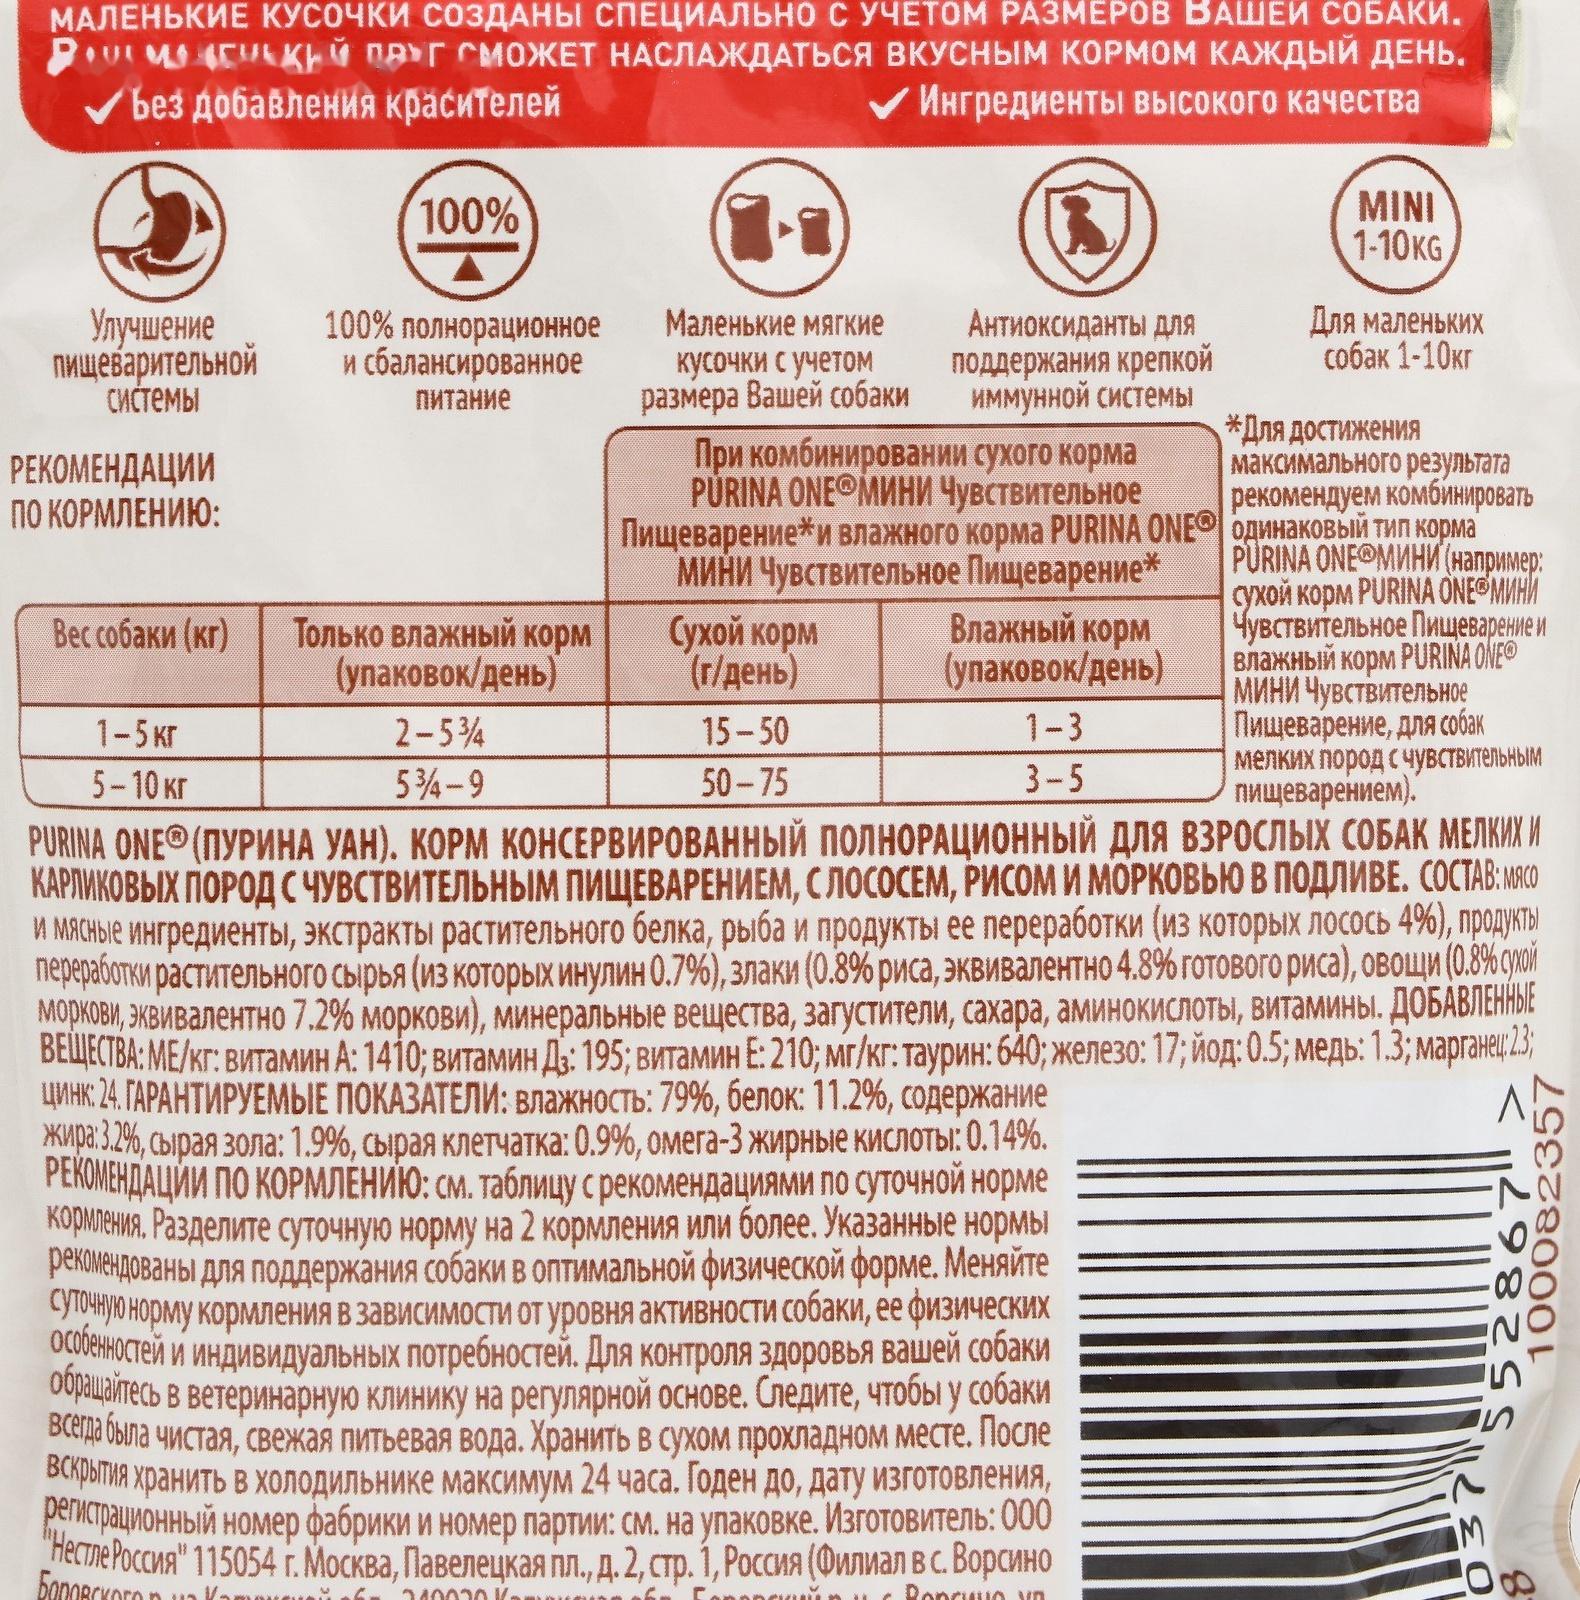 МАЛЕНЬКИЕ КУСОЧКИ СОЗДАНЫ СПЕЦИАЛЬНО С УЧЕТОМ РАЗМЕРОВ ВАШЕЙ СОБАКИ.
ВАШ МАЛЕНЬКИЙ ДРУГ СМОЖЕТ НАСЛАЖДАТЬСЯ ВКУСНЫМ КОРМОМ КАЖДЫЙ ДЕНЬ.
✓ Без добавления красителей ✓ Ингредиенты высокого качества
100%
MINI
1-10KG
Улучшение
пищеварительной
системы
100% полнорационное
и сбалансированное
питание
Маленькие мягкие
кусочки с учетом
размера Вашей собаки
Антиоксиданты для
поддержания крепкой
иммунной системы
Для маленьких
собак 1-10кг
РЕКОМЕНДАЦИИ
ПО КОРМЛЕНИЮ:
При комбинировании сухого корма
PURINA ONE®МИНИ Чувствительное
Пищеварение*и влажного корма PURINA ONE®
МИНИ Чувствительное Пищеварение*
Вес собаки (кг) Только влажный корм Сухой корм Влажный корм
(упаковок/день) (г/день) (упаковок/день)
1–5 кг 2–5¾ 15–50 1–3
5–10 кг 5¾–9 50–75 3–5
*Для достижения
максимального результата
рекомендуем комбинировать
одинаковый тип корма
PURINA ONE®МИНИ (например:
сухой корм PURINA ONE®МИНИ
Чувствительное Пищеварение и
влажный корм PURINA ONE®
МИНИ Чувствительное
Пищеварение, для собак
мелких пород с чувствительным
пищеварением).
PURINA ONE® (ПУРИНА УАН). КОРМ КОНСЕРВИРОВАННЫЙ ПОЛНОРАЦИОННЫЙ ДЛЯ ВЗРОСЛЫХ СОБАК МЕЛКИХ И
КАРЛИКОВЫХ ПОРОД С ЧУВСТВИТЕЛЬНЫМ ПИЩЕВАРЕНИЕМ, С ЛОСОСЕМ, РИСОМ И МОРКОВЬЮ В ПОДЛИВЕ. СОСТАВ: мясо
и мясные ингредиенты, экстракты растительного белка, рыба и продукты ее переработки (из которых лосось 4%), продукты
переработки растительного сырья (из которых инулин 0.7%), злаки (0.8% риса, эквивалентно 4.8% готового риса), овощи (0.8% сухой
моркови, эквивалентно 7.2% моркови), минеральные вещества, загустители, сахара, аминокислоты, витамины. ДОБАВЛЕННЫЕ
ВЕЩЕСТВА: МЕ/кг: витамин А: 1410; витамин Д₃: 195; витамин Е: 210; мг/кг: таурин: 640; железо: 17; йод: 0.5; медь: 1.3; марганец: 2.3;
цинк: 24. ГАРАНТИРУЕМЫЕ ПОКАЗАТЕЛИ: влажность: 79%, белок: 11.2%, содержание
жира: 3.2%, сырая зола: 1.9%, сырая клетчатка: 0.9%, омега-3 жирные кислоты: 0.14%.
РЕКОМЕНДАЦИИ ПО КОРМЛЕНИЮ: см. таблицу с рекомендациями по суточной норме
кормления. Разделите суточную норму на 2 кормления или более. Указанные нормы
рекомендованы для поддержания собаки в оптимальной физической форме. Меняйте
суточную норму кормления в зависимости от уровня активности собаки, ее физических
особенностей и индивидуальных потребностей. Для контроля здоровья вашей собаки
обращайтесь в ветеринарную клинику на регулярной основе. Следите, чтобы у собаки
всегда была чистая, свежая питьевая вода. Хранить в сухом прохладном месте. После
вскрытия хранить в холодильнике максимум 24 часа. Годен до, дату изготовления,
регистрационный номер фабрики и номер партии: см. на упаковке. Изготовитель: ООО
"Нестле Россия" 115054 г. Москва, Павелецкая пл., д. 2, стр. 1, Россия (Филиал в с. Ворсино
Боровского р-на Калужской обл., 249020 Калужская обл., Боровский р-н, с. Ворсино, ул.
037 552867 >
100082357